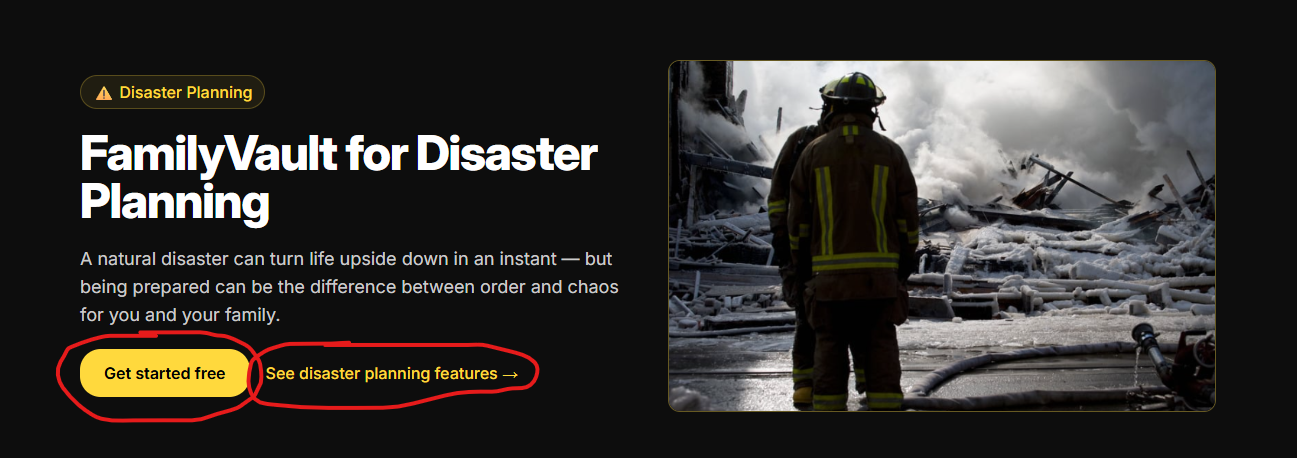 ⚠ Disaster Planning
FamilyVault for Disaster
Planning
A natural disaster can turn life upside down in an instant — but
being prepared can be the difference between order and chaos
for you and your family.
Get started free
See disaster planning features →